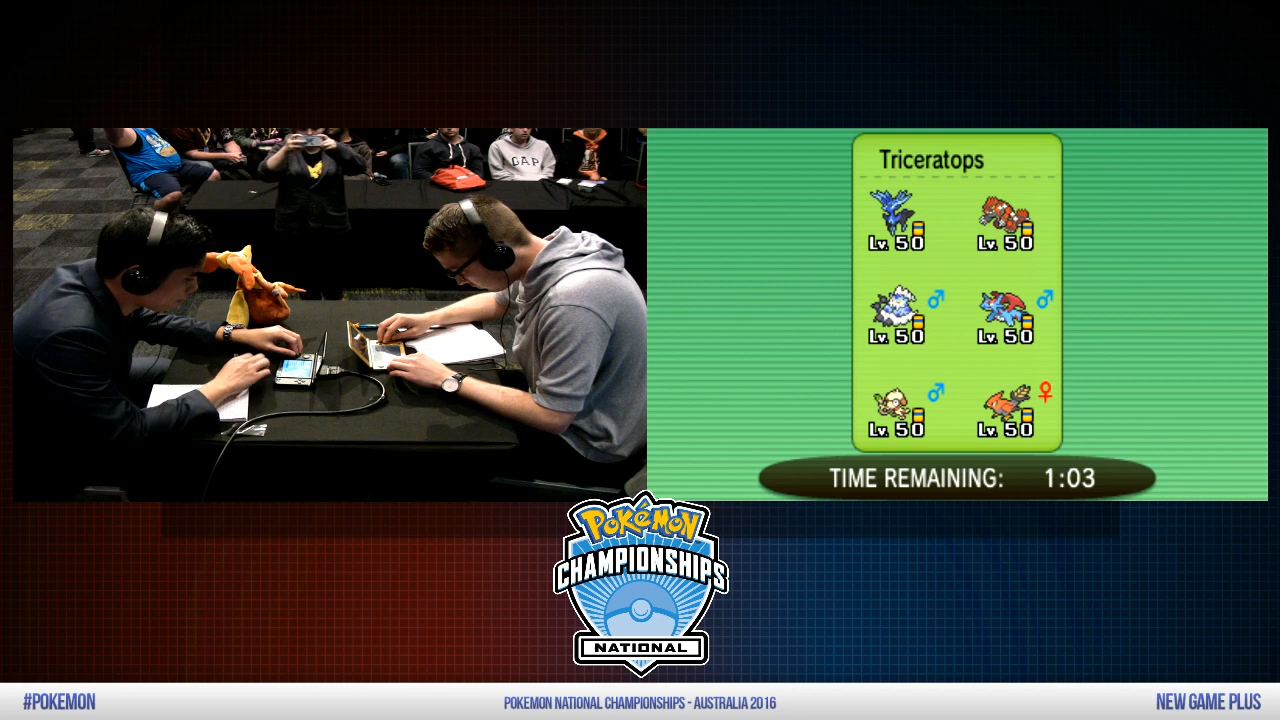 GAP
Triceratops
Lv. 50
Lv. 50
Lv. 50
Lv. 50
Lv. 50
Lv. 50
TIME REMAINING: 1:03
POKéMON
CHAMPIONSHIPS
NATIONAL
#POKEMON
POKEMON NATIONAL CHAMPIONSHIPS - AUSTRALIA 2016
NEW GAME PLUS